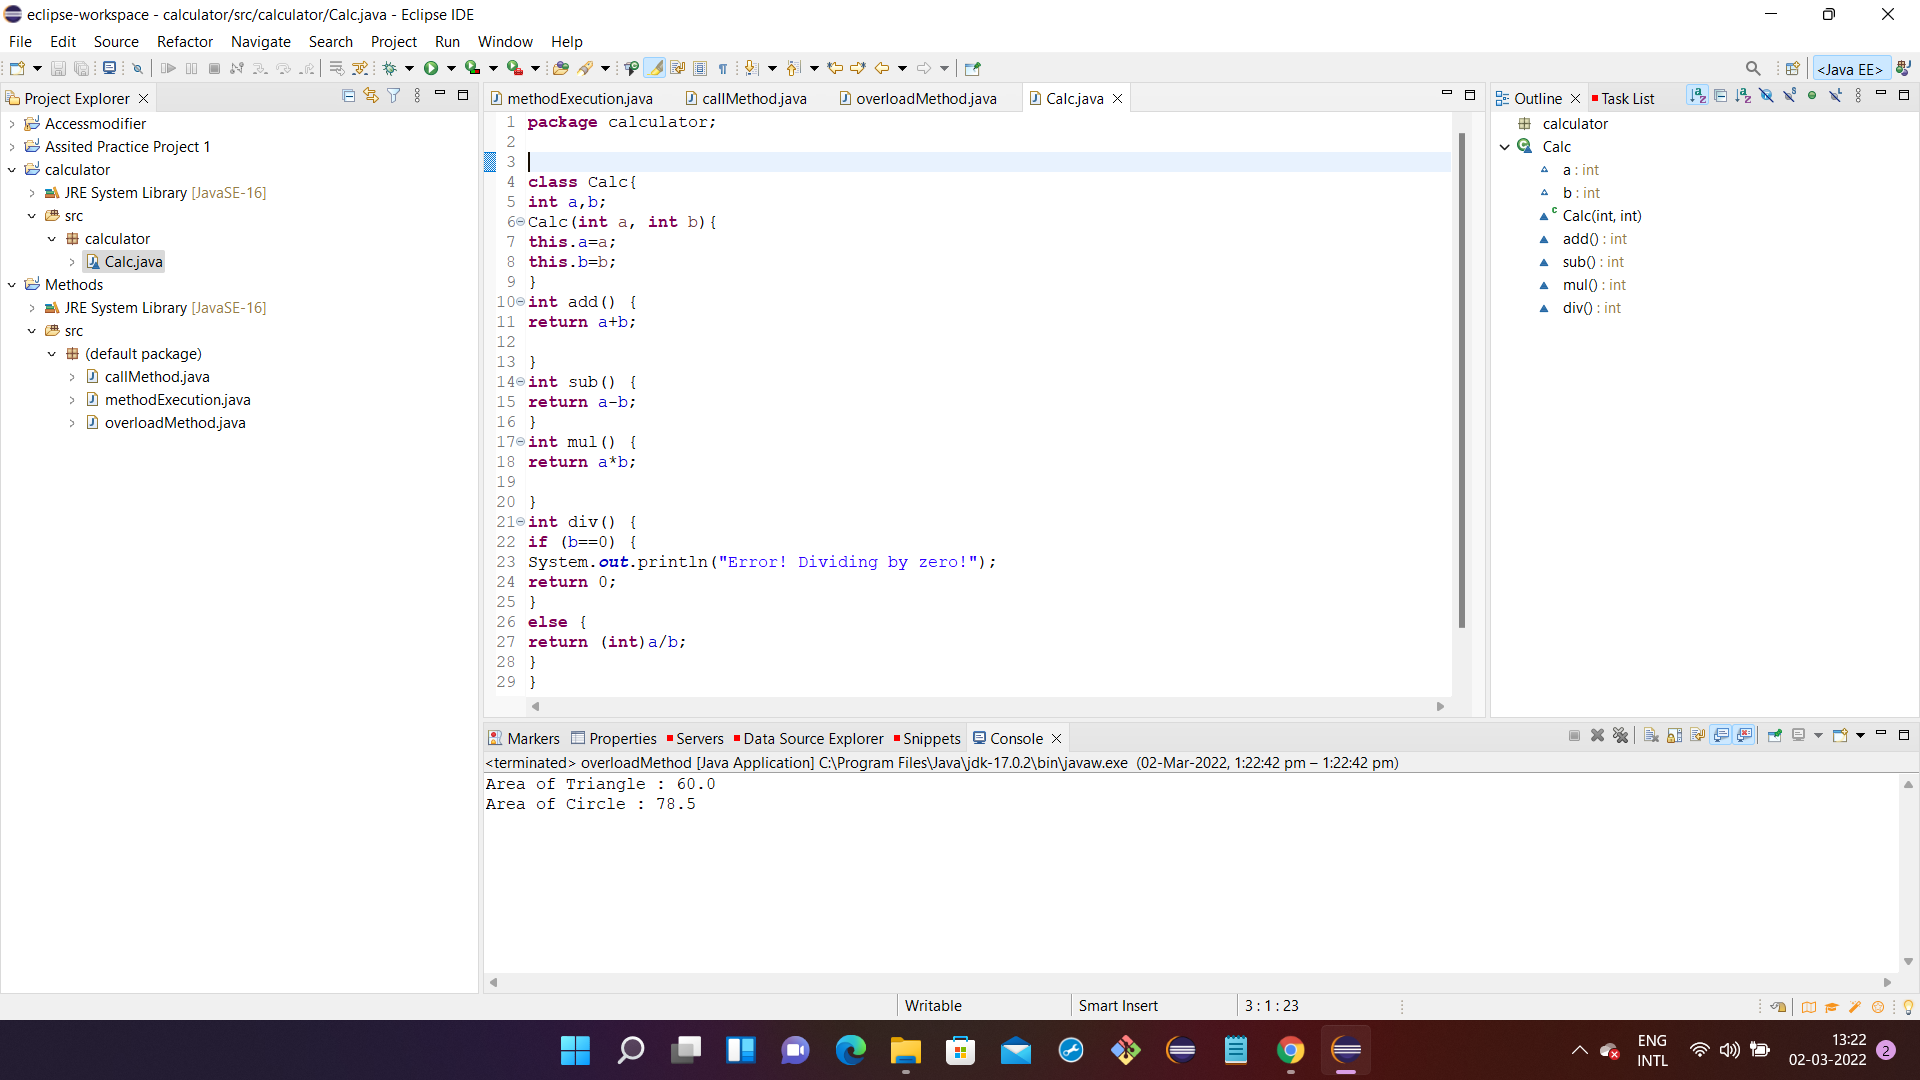 eclipse-workspace - calculator/src/calculator/Calc.java - Eclipse IDE
File Edit Source Refactor Navigate Search Project Run Window Help
<Java EE>
Project Explorer
Accessmodifier
Assited Practice Project 1
calculator
JRE System Library [JavaSE-16]
src
calculator
Calc.java
Methods
JRE System Library [JavaSE-16]
src
(default package)
callMethod.java
methodExecution.java
overloadMethod.java
methodExecution.java callMethod.java overloadMethod.java Calc.java
1 package calculator;
2
3
4 class Calc{
5 int a,b;
6 Calc(int a, int b){
7 this.a=a;
8 this.b=b;
9 }
10 int add() {
11 return a+b;
12
13 }
14 int sub() {
15 return a-b;
16 }
17 int mul() {
18 return a*b;
19
20 }
21 int div() {
22 if (b==0) {
23 System.out.println("Error! Dividing by zero!");
24 return 0;
25 }
26 else {
27 return (int)a/b;
28 }
29 }
Outline Task List
calculator
Calc
a : int
b : int
Calc(int, int)
add() : int
sub() : int
mul() : int
div() : int
Markers Properties Servers Data Source Explorer Snippets Console
<terminated> overloadMethod [Java Application] C:\Program Files\Java\jdk-17.0.2\bin\javaw.exe (02-Mar-2022, 1:22:42 pm – 1:22:42 pm)
Area of Triangle : 60.0
Area of Circle : 78.5
Writable Smart Insert 3 : 1 : 23
ENG
INTL
13:22
02-03-2022
2